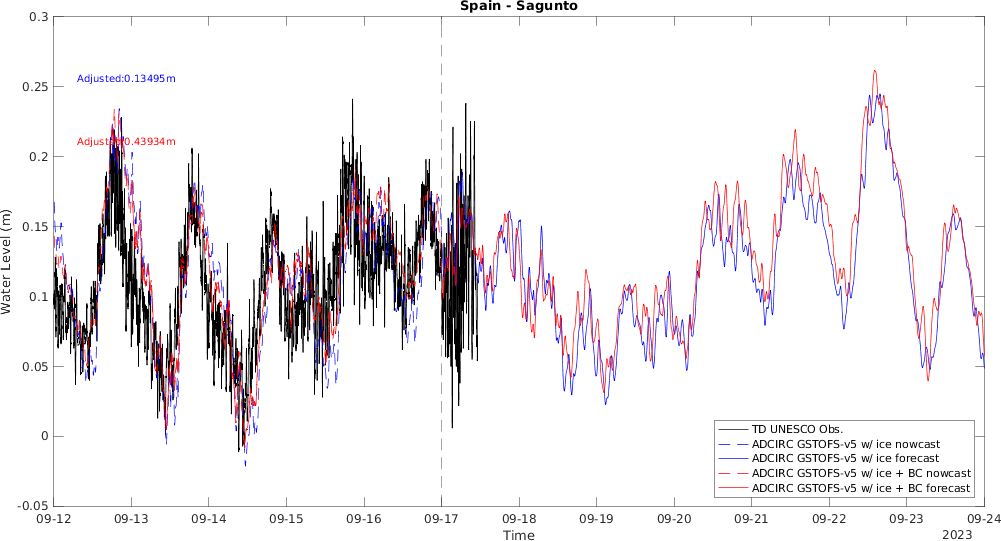 Spain - Sagunto
0.3
0.25
0.2
0.15
0.1
0.05
0
-0.05
Water Level (m)
Adjusted:0.13495m
Adjusted:0.43934m
TD UNESCO Obs.
ADCIRC GSTOFS-v5 w/ ice nowcast
ADCIRC GSTOFS-v5 w/ ice forecast
ADCIRC GSTOFS-v5 w/ ice + BC nowcast
ADCIRC GSTOFS-v5 w/ ice + BC forecast
09-12 09-13 09-14 09-15 09-16 09-17 09-18 09-19 09-20 09-21 09-22 09-23 09-24
Time
2023